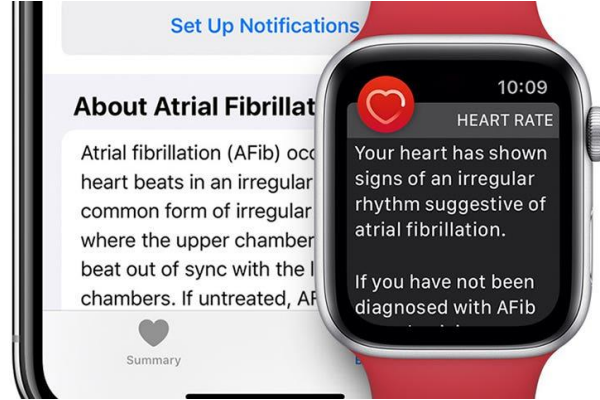 Set Up Notifications
About Atrial Fibrillat
Atrial fibrillation (AFib) occ
heart beats in an irregular
common form of irregular
where the upper chamber
beat out of sync with the l
chambers. If untreated, AF
Summary
10:09
HEART RATE
Your heart has shown
signs of an irregular
rhythm suggestive of
atrial fibrillation.
If you have not been
diagnosed with AFib